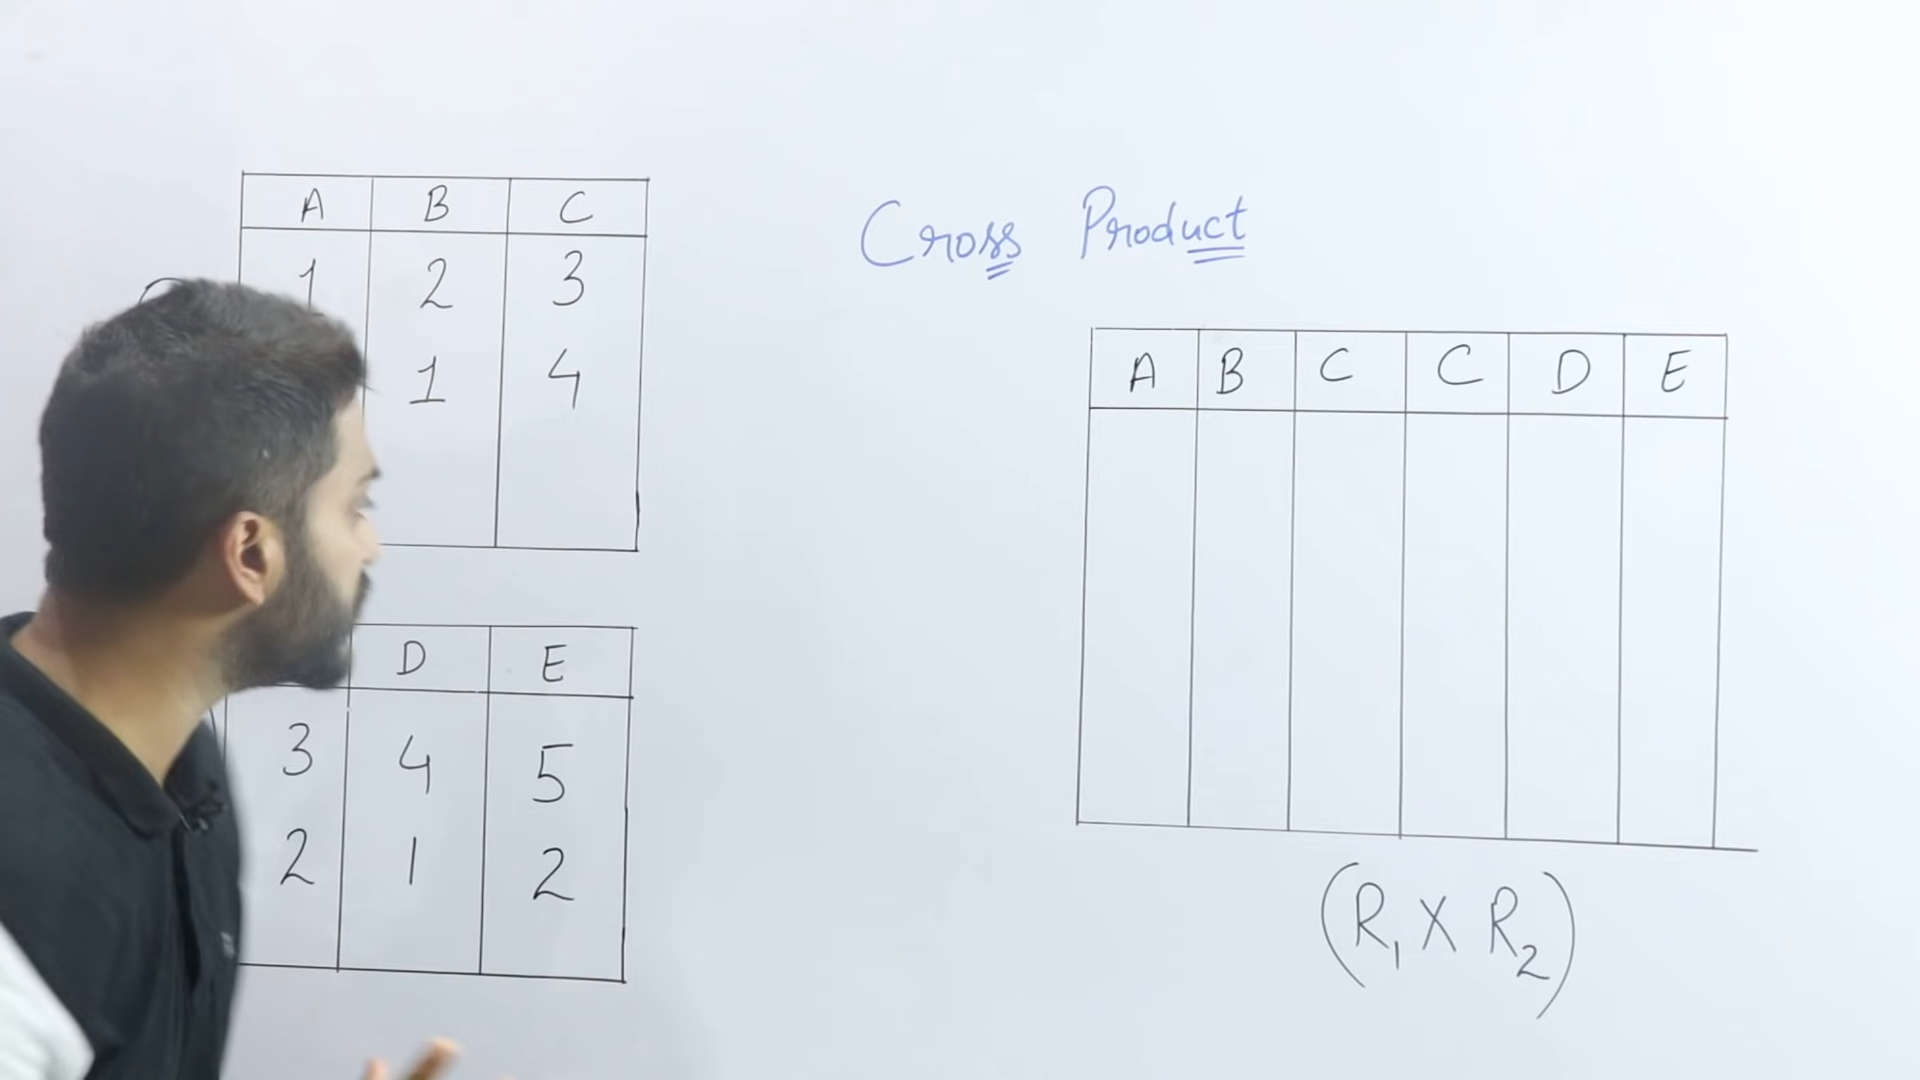 A B C
1 2 3
1 4
D E
3 4 5
2 1 2
Cross Product
A B C C D E
(R₁ X R₂)